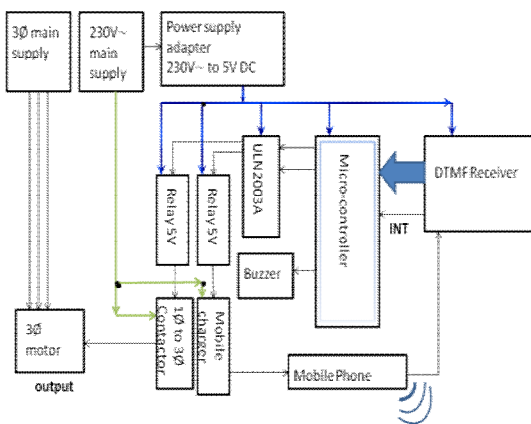 3Ø main
supply
230V~
main
supply
Power supply
adapter
230V~ to 5V DC
ULN2003A
Micro-controller
DTMF Receiver
INT
Relay 5V
Relay 5V
Buzzer
3Ø
motor
output
1Ø to 3Ø
Contactor
Mobile
charger
Mobile Phone